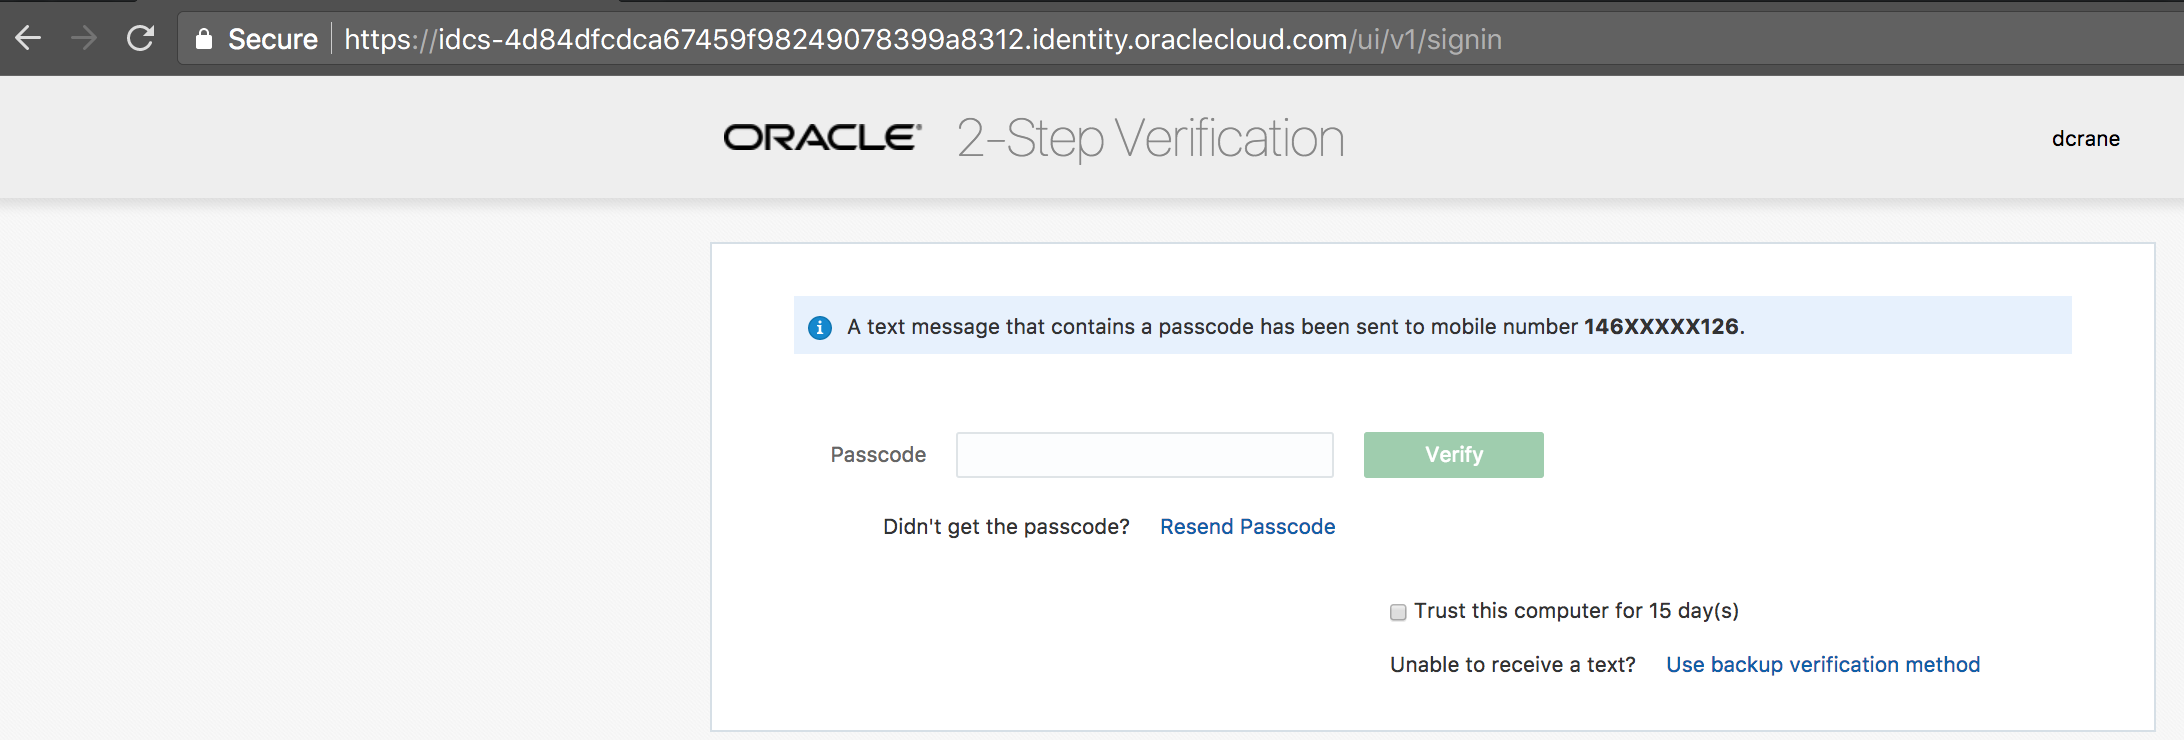 Secure https://idcs-4d84dfcdca67459f98249078399a8312.identity.oraclecloud.com/ui/v1/signin
ORACLE® 2-Step Verification dcrane
A text message that contains a passcode has been sent to mobile number 146XXXXX126.
Passcode Verify
Didn't get the passcode? Resend Passcode
Trust this computer for 15 day(s)
Unable to receive a text? Use backup verification method